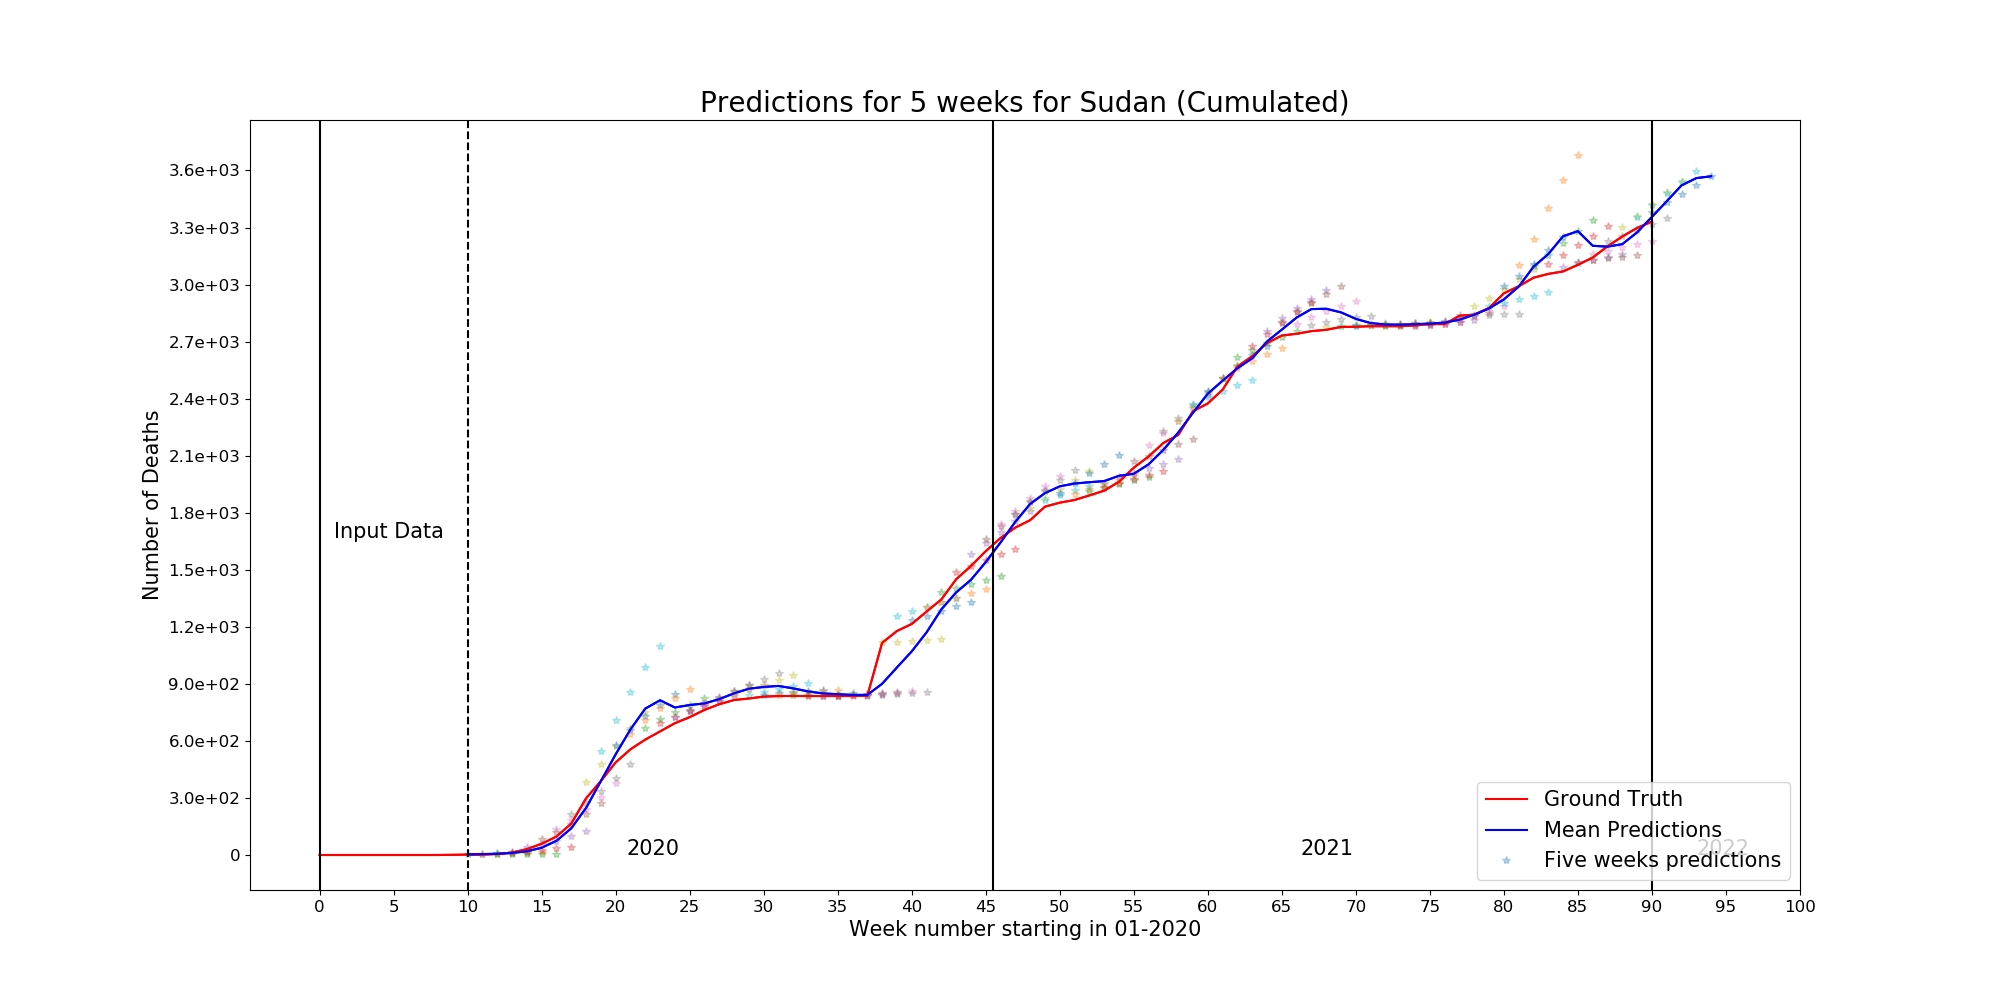 Predictions for 5 weeks for Sudan (Cumulated)
Number of Deaths
3.6e+03
3.3e+03
3.0e+03
2.7e+03
2.4e+03
2.1e+03
1.8e+03
1.5e+03
1.2e+03
9.0e+02
6.0e+02
3.0e+02
0
Input Data
2020
2021
2022
Ground Truth
Mean Predictions
Five weeks predictions
0 5 10 15 20 25 30 35 40 45 50 55 60 65 70 75 80 85 90 95 100
Week number starting in 01-2020